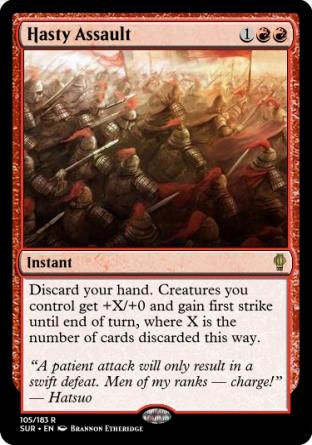 Hasty Assault 1
Instant
Discard your hand. Creatures you
control get +X/+0 and gain first strike
until end of turn, where X is the
number of cards discarded this way.
“A patient attack will only result in a
swift defeat. Men of my ranks — charge!”
— Hatsuo
105/183 R
SUR • EN Brannon Etheridge